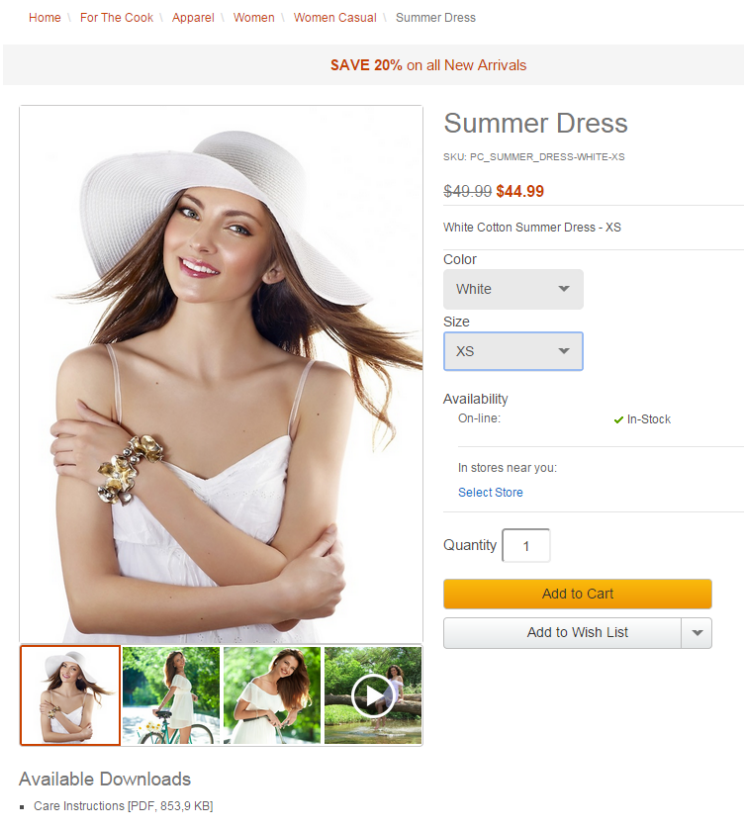 Home \ For The Cook \ Apparel \ Women \ Women Casual \ Summer Dress
SAVE 20% on all New Arrivals
Summer Dress
SKU: PC_SUMMER_DRESS-WHITE-XS
$49.99 $44.99
White Cotton Summer Dress - XS
Color
White
Size
XS
Availability
On-line: In-Stock
In stores near you:
Select Store
Quantity 1
Add to Cart
Add to Wish List
Available Downloads
Care Instructions [PDF, 853,9 KB]